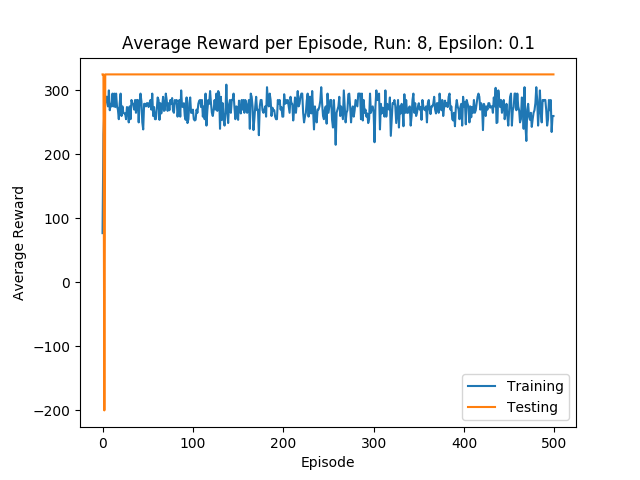 Average Reward per Episode, Run: 8, Epsilon: 0.1
Average Reward
300
200
100
0
−100
−200
0 100 200 300 400 500
Episode
Training
Testing